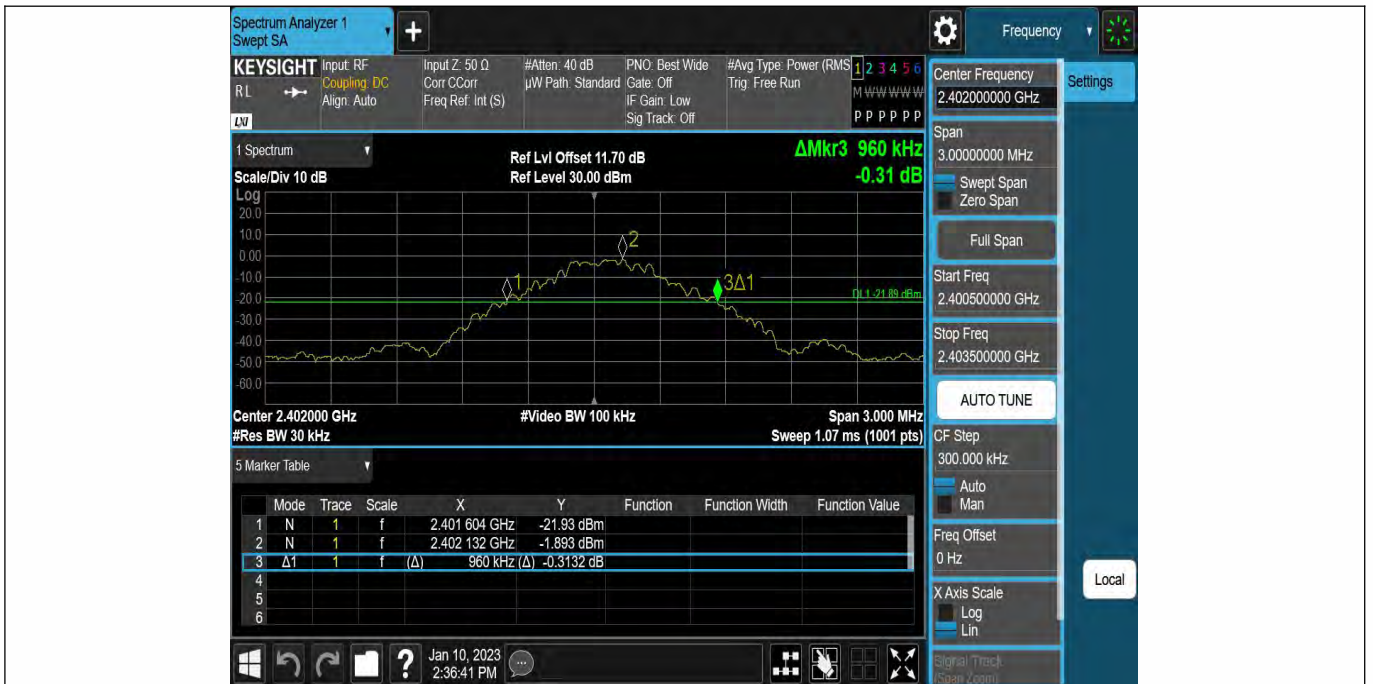 Spectrum Analyzer 1
Swept SA
+
Frequency
KEYSIGHT
RL
LXI
Input: RF
Coupling: DC
Align: Auto
Input Z: 50 Ω
Corr CCorr
Freq Ref: Int (S)
#Atten: 40 dB
µW Path: Standard
PNO: Best Wide
Gate: Off
IF Gain: Low
Sig Track: Off
#Avg Type: Power (RMS
Trig: Free Run
1 2 3 4 5 6
M W W W W W
P P P P P P
1 Spectrum
Scale/Div 10 dB
Ref Lvl Offset 11.70 dB
Ref Level 30.00 dBm
ΔMkr3 960 kHz
-0.31 dB
Log
20.0
10.0
0.00
-10.0
-20.0
-30.0
-40.0
-50.0
-60.0
1
2
3Δ1
DL1 -21.89 dBm
Center 2.402000 GHz
#Video BW 100 kHz
Span 3.000 MHz
#Res BW 30 kHz
Sweep 1.07 ms (1001 pts)
5 Marker Table
Mode Trace Scale X Y Function Function Width Function Value
1 N 1 f 2.401 604 GHz -21.93 dBm
2 N 1 f 2.402 132 GHz -1.893 dBm
3 Δ1 1 f (Δ) 960 kHz (Δ) -0.3132 dB
4
5
6
?
Jan 10, 2023
2:36:41 PM
Center Frequency
2.402000000 GHz
Settings
Span
3.00000000 MHz
Swept Span
Zero Span
Full Span
Start Freq
2.400500000 GHz
Stop Freq
2.403500000 GHz
AUTO TUNE
CF Step
300.000 kHz
Auto
Man
Freq Offset
0 Hz
X Axis Scale
Log
Lin
Signal Track
(Span Zoom)
Local